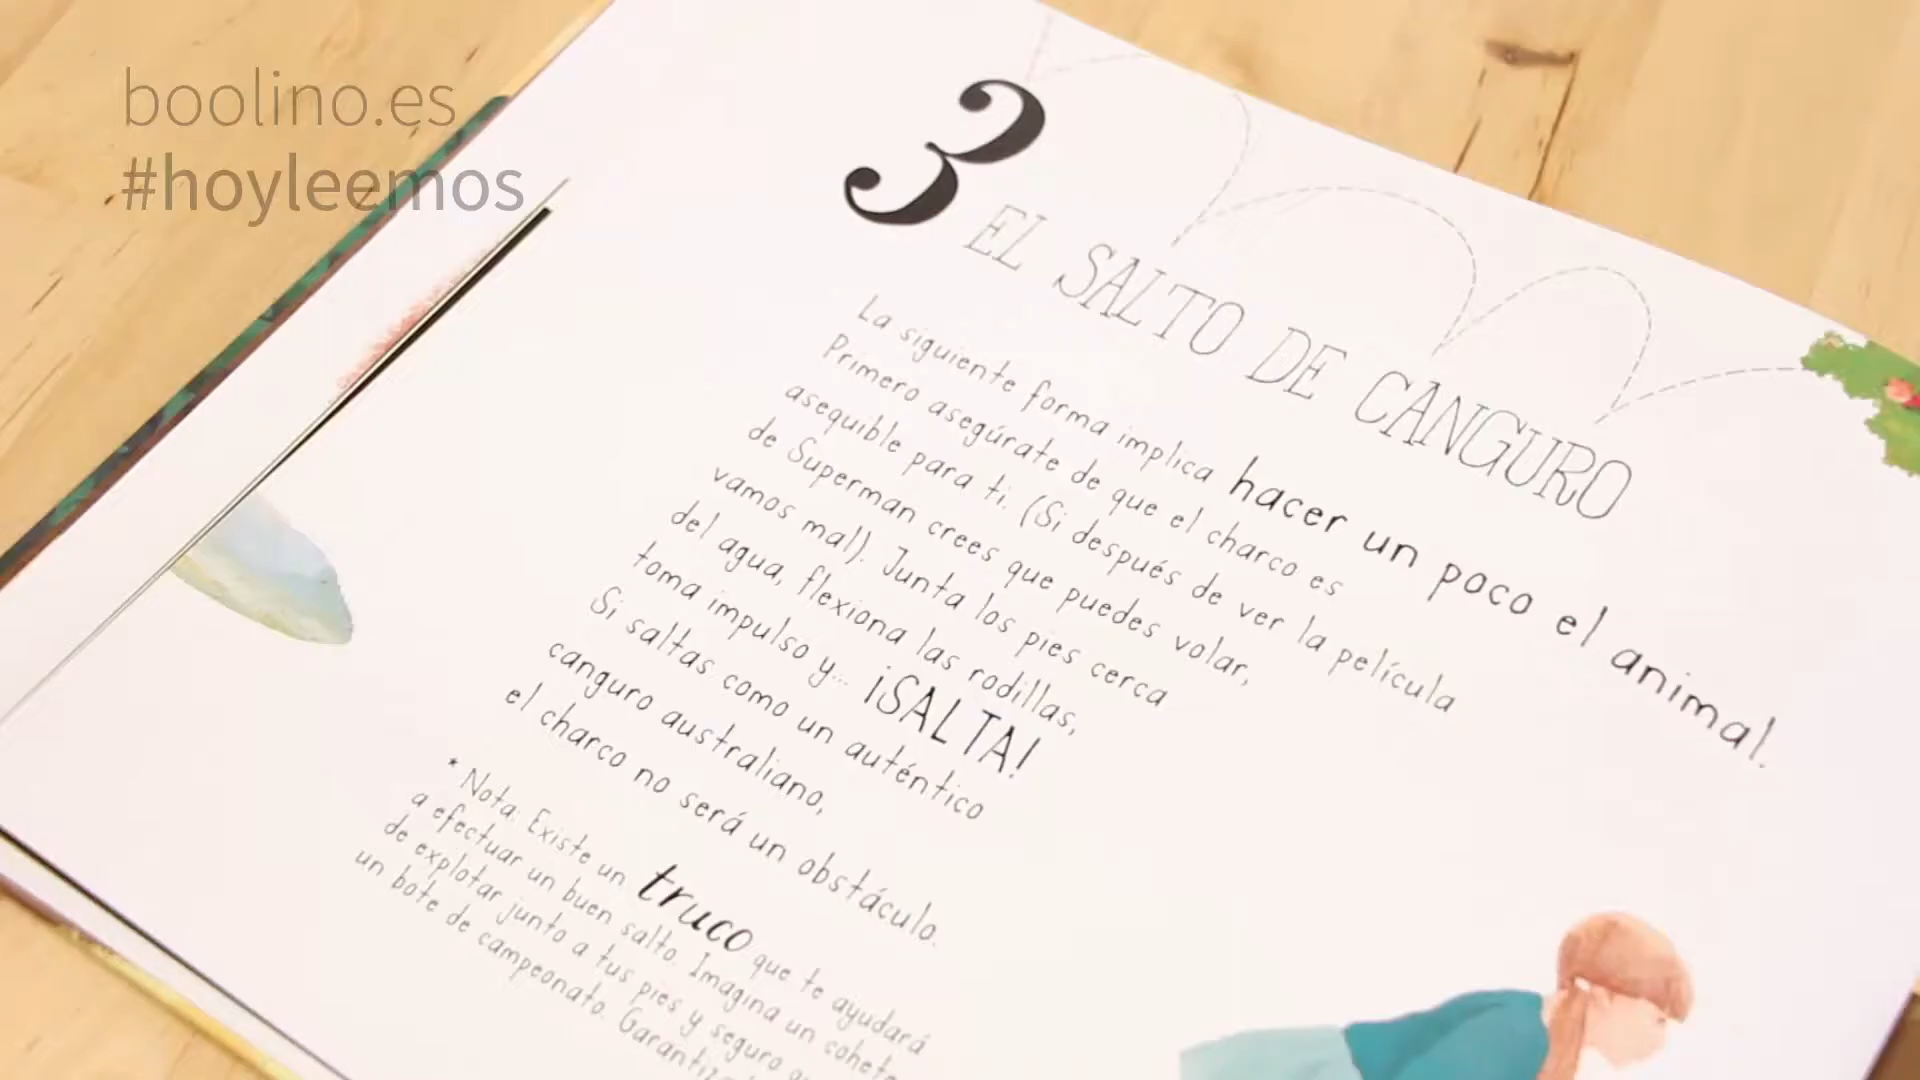 boolino.es
#hoyleemos
3 EL SALTO DE CANGURO
La siguiente forma implica hacer un poco el animal.
Primero asegúrate de que el charco es
asequible para ti. (Si después de ver la película
de Superman crees que puedes volar,
vamos mal). Junta los pies cerca
del agua, flexiona las rodillas,
toma impulso y... ¡SALTA!
Si saltas como un auténtico
canguro australiano,
el charco no será un obstáculo.
* Nota: Existe un truco que te ayudará
a efectuar un buen salto. Imagina un cohete
de explotar junto a tus pies y seguro
un bote de campeonato.